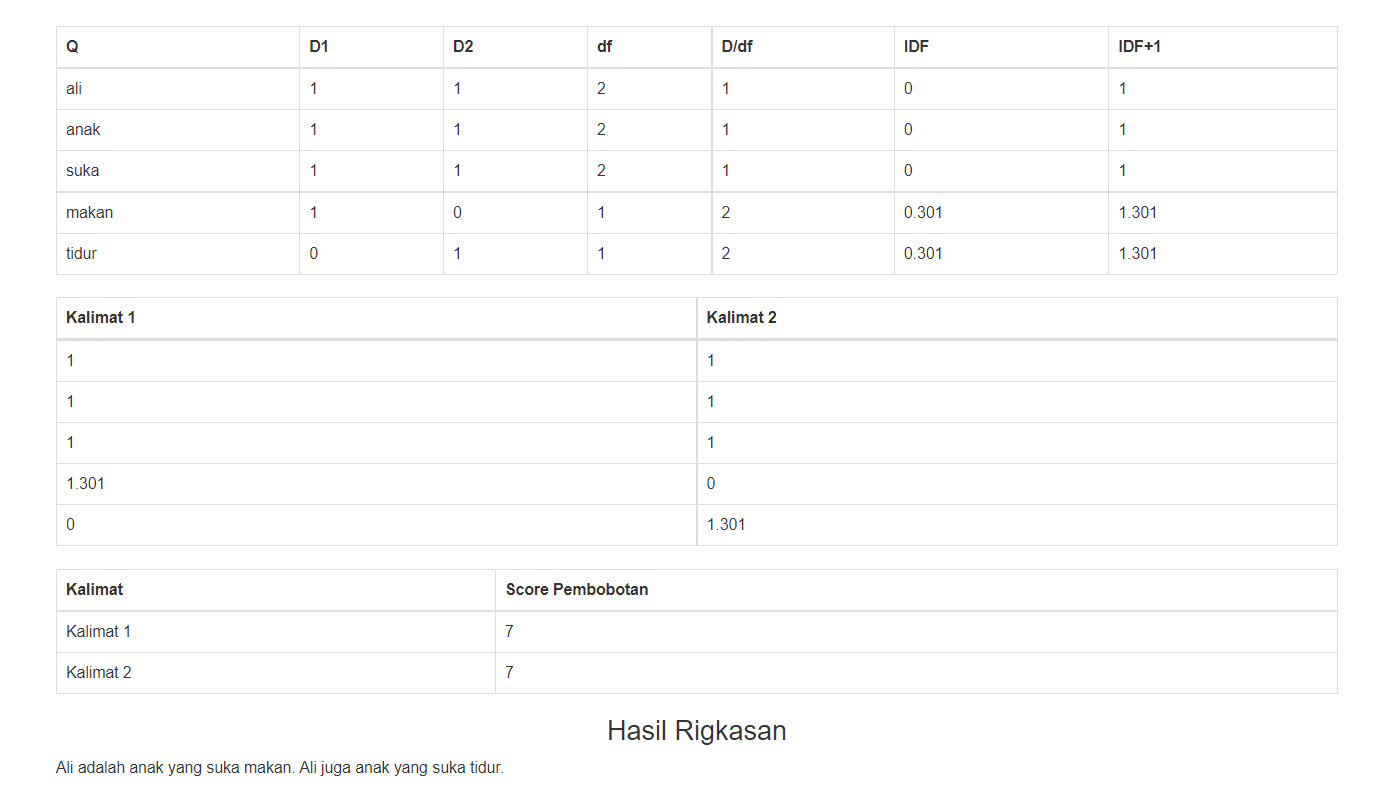 Q D1 D2 df D/df IDF IDF+1
ali 1 1 2 1 0 1
anak 1 1 2 1 0 1
suka 1 1 2 1 0 1
makan 1 0 1 2 0.301 1.301
tidur 0 1 1 2 0.301 1.301
Kalimat 1 Kalimat 2
1 1
1 1
1 1
1.301 0
0 1.301
Kalimat Score Pembobotan
Kalimat 1 7
Kalimat 2 7
Hasil Rigkasan
Ali adalah anak yang suka makan. Ali juga anak yang suka tidur.